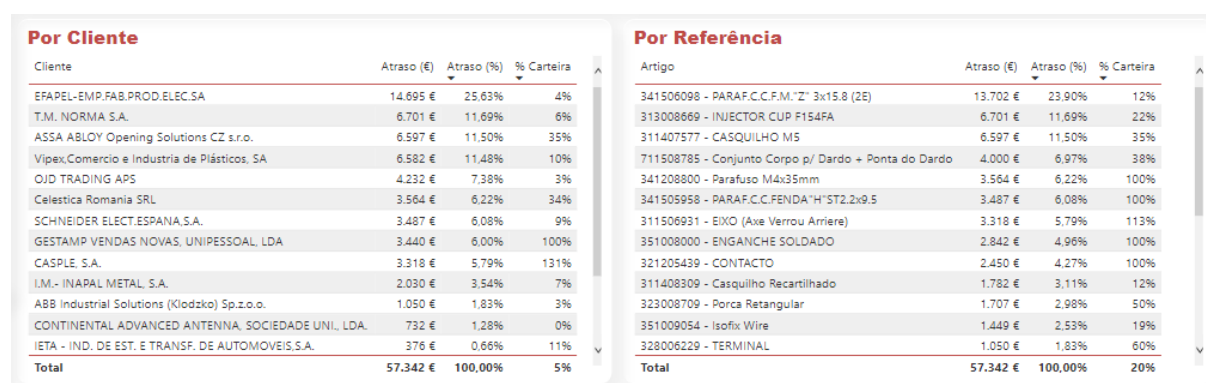 Por Cliente
Cliente Atraso (€) Atraso (%) % Carteira
EFAPEL-EMP.FAB.PROD.ELEC.SA 14.695 € 25,63% 4%
T.M. NORMA S.A. 6.701 € 11,69% 6%
ASSA ABLOY Opening Solutions CZ s.r.o. 6.597 € 11,50% 35%
Vipex,Comercio e Industria de Plásticos, SA 6.582 € 11,48% 10%
OJD TRADING APS 4.232 € 7,38% 3%
Celestica Romania SRL 3.564 € 6,22% 34%
SCHNEIDER ELECT.ESPANA,S.A. 3.487 € 6,08% 9%
GESTAMP VENDAS NOVAS, UNIPESSOAL, LDA 3.440 € 6,00% 100%
CASPLE, S.A. 3.318 € 5,79% 131%
I.M.- INAPAL METAL, S.A. 2.030 € 3,54% 7%
ABB Industrial Solutions (Klodzko) Sp.z.o.o. 1.050 € 1,83% 3%
CONTINENTAL ADVANCED ANTENNA, SOCIEDADE UNI., LDA. 732 € 1,28% 0%
IETA - IND. DE EST. E TRANSF. DE AUTOMOVEIS,S.A. 376 € 0,66% 11%
Total 57.342 € 100,00% 5%
Por Referência
Artigo Atraso (€) Atraso (%) % Carteira
341506098 - PARAF.C.C.F.M."Z" 3x15.8 (2E) 13.702 € 23,90% 12%
313008669 - INJECTOR CUP F154FA 6.701 € 11,69% 22%
311407577 - CASQUILHO M5 6.597 € 11,50% 35%
711508785 - Conjunto Corpo p/ Dardo + Ponta do Dardo 4.000 € 6,97% 38%
341208800 - Parafuso M4x35mm 3.564 € 6,22% 100%
341505958 - PARAF.C.C.FENDA"H"ST2.2x9.5 3.487 € 6,08% 100%
311506931 - EIXO (Axe Verrou Arriere) 3.318 € 5,79% 113%
351008000 - ENGANCHE SOLDADO 2.842 € 4,96% 100%
321205439 - CONTACTO 2.450 € 4,27% 100%
311408309 - Casquilho Recartilhado 1.782 € 3,11% 12%
323008709 - Porca Retangular 1.707 € 2,98% 50%
351009054 - Isofix Wire 1.449 € 2,53% 19%
328006229 - TERMINAL 1.050 € 1,83% 60%
Total 57.342 € 100,00% 20%